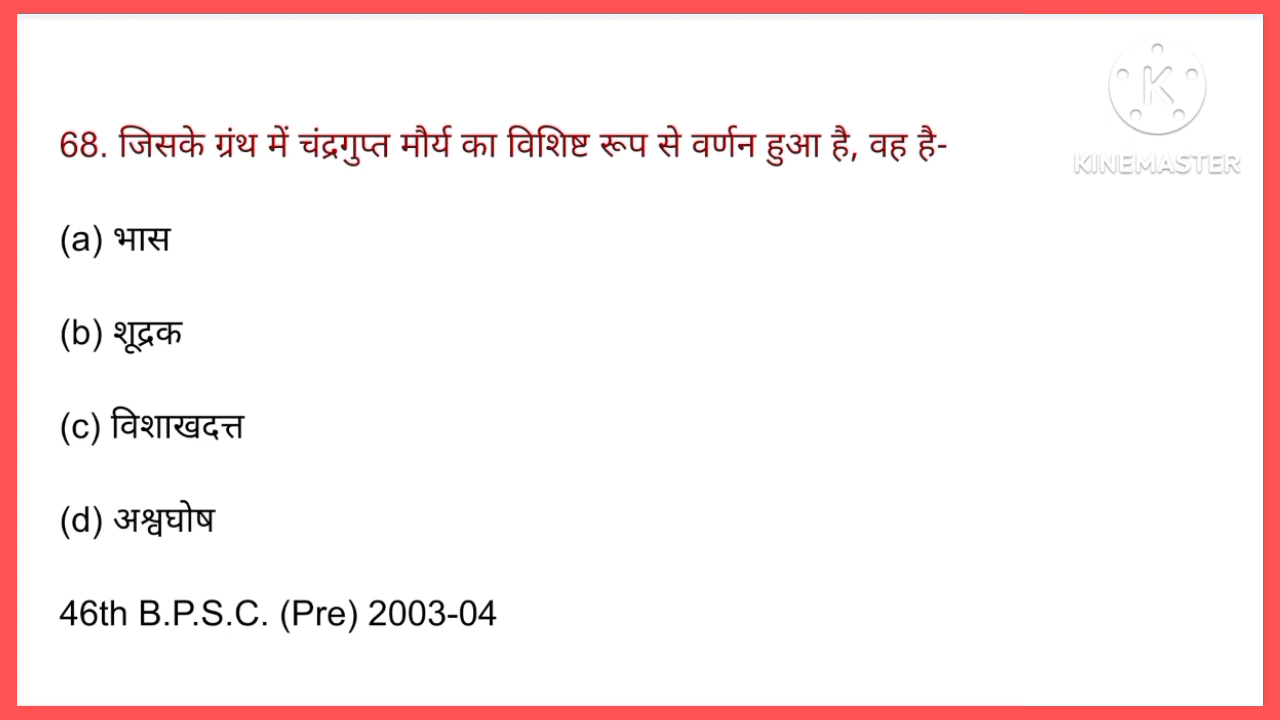 68. जिसके ग्रंथ में चंद्रगुप्त मौर्य का विशिष्ट रूप से वर्णन हुआ है, वह है-
(a) भास
(b) शूद्रक
(c) विशाखदत्त
(d) अश्वघोष
46th B.P.S.C. (Pre) 2003-04
K
KINEMASTER